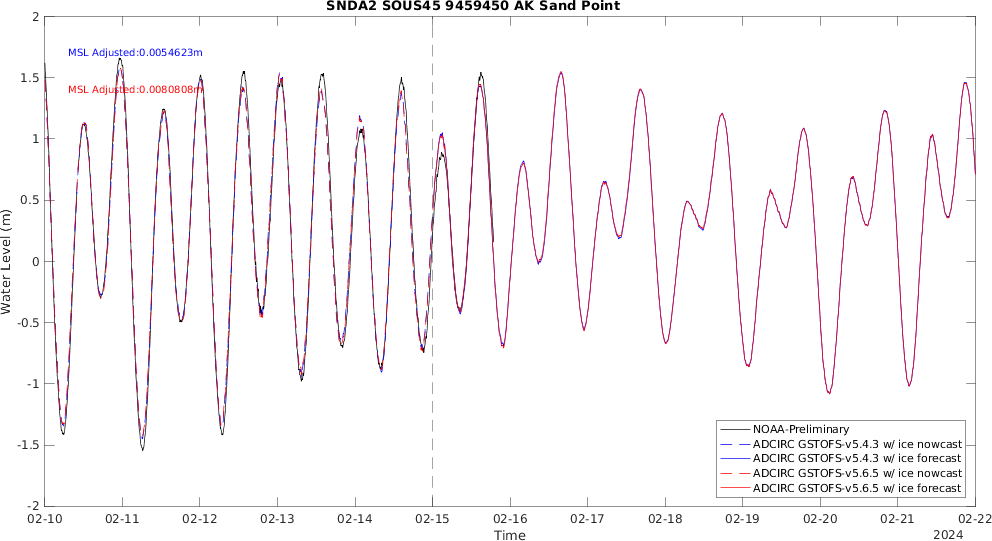 SNDA2 SOUS45 9459450 AK Sand Point
MSL Adjusted:0.0054623m
MSL Adjusted:0.0080808m
Water Level (m)
2
1.5
1
0.5
0
-0.5
-1
-1.5
-2
NOAA-Preliminary
ADCIRC GSTOFS-v5.4.3 w/ ice nowcast
ADCIRC GSTOFS-v5.4.3 w/ ice forecast
ADCIRC GSTOFS-v5.6.5 w/ ice nowcast
ADCIRC GSTOFS-v5.6.5 w/ ice forecast
02-10 02-11 02-12 02-13 02-14 02-15 02-16 02-17 02-18 02-19 02-20 02-21 02-22
Time
2024